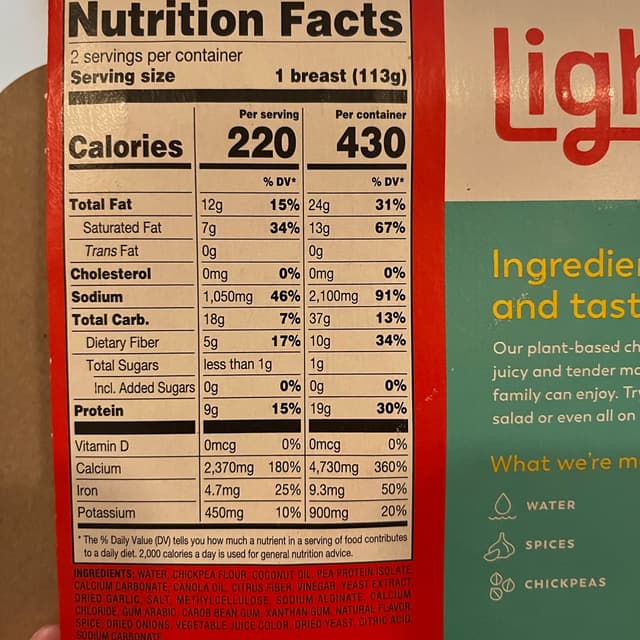 Nutrition Facts
2 servings per container
Serving size 1 breast (113g)
Per serving Per container
Calories 220 430
% DV* % DV*
Total Fat 12g 15% 24g 31%
Saturated Fat 7g 34% 13g 67%
Trans Fat 0g 0g
Cholesterol 0mg 0% 0mg 0%
Sodium 1,050mg 46% 2,100mg 91%
Total Carb. 18g 7% 37g 13%
Dietary Fiber 5g 17% 10g 34%
Total Sugars less than 1g 1g
Incl. Added Sugars 0g 0% 0g 0%
Protein 9g 15% 19g 30%
Vitamin D 0mcg 0% 0mcg 0%
Calcium 2,370mg 180% 4,730mg 360%
Iron 4.7mg 25% 9.3mg 50%
Potassium 450mg 10% 900mg 20%
* The % Daily Value (DV) tells you how much a nutrient in a serving of food contributes
to a daily diet. 2,000 calories a day is used for general nutrition advice.
INGREDIENTS: WATER, CHICKPEA FLOUR, COCONUT OIL, PEA PROTEIN ISOLATE,
CALCIUM CARBONATE, CANOLA OIL, CITRUS FIBER, VINEGAR, YEAST EXTRACT,
DRIED GARLIC, SALT, METHYLCELLULOSE, SODIUM ALGINATE, CALCIUM
CHLORIDE, GUM ARABIC, CAROB BEAN GUM, XANTHAN GUM, NATURAL FLAVOR,
SPICE, DRIED ONIONS, VEGETABLE JUICE COLOR, DRIED YEAST, CITRIC ACID,
SODIUM CARBONATE
Ligh
Ingredie
and tast
Our plant-based ch
juicy and tender
family can enjoy. Tr
salad or even all on
What we're m
WATER
SPICES
CHICKPEAS